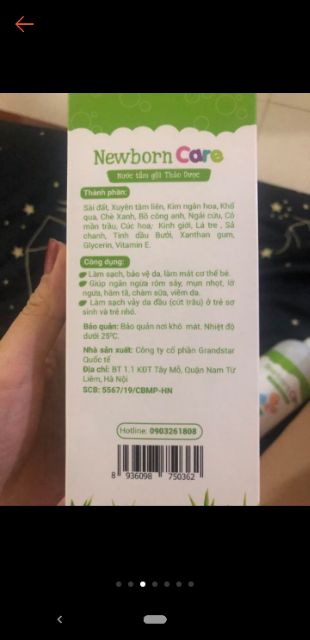 Newborn Care
Nước tắm gội Thảo Dược
Thành phần:
Sài đất, Xuyên tâm liên, Kim ngân hoa, Khổ
qua, Chè Xanh, Bồ công anh, Ngải cứu, Cỏ
mần trầu, Cúc hoa, Kinh giới, Lá tre , Sả
chanh, Tinh dầu Bưởi, Xanthan gum,
Glycerin, Vitamin E.
Công dụng:
Làm sạch, bảo vệ da, làm mát cơ thể bé.
Giúp ngăn ngừa rôm sảy, mụn nhọt, lở
ngứa, hăm tã, chàm sữa, viêm da.
Làm sạch vảy da đầu (cứt trâu) ở trẻ sơ
sinh và trẻ nhỏ.
Bảo quản: Bảo quản nơi khô mát. Nhiệt độ
dưới 25ºC.
Nhà sản xuất: Công ty cổ phần Grandstar
Quốc tế
Địa chỉ: BT 1.1 KĐT Tây Mỗ, Quận Nam Từ
Liêm, Hà Nội
SCB: 5567/19/CBMP-HN
Hotline: 0903261808
8 936098 750362